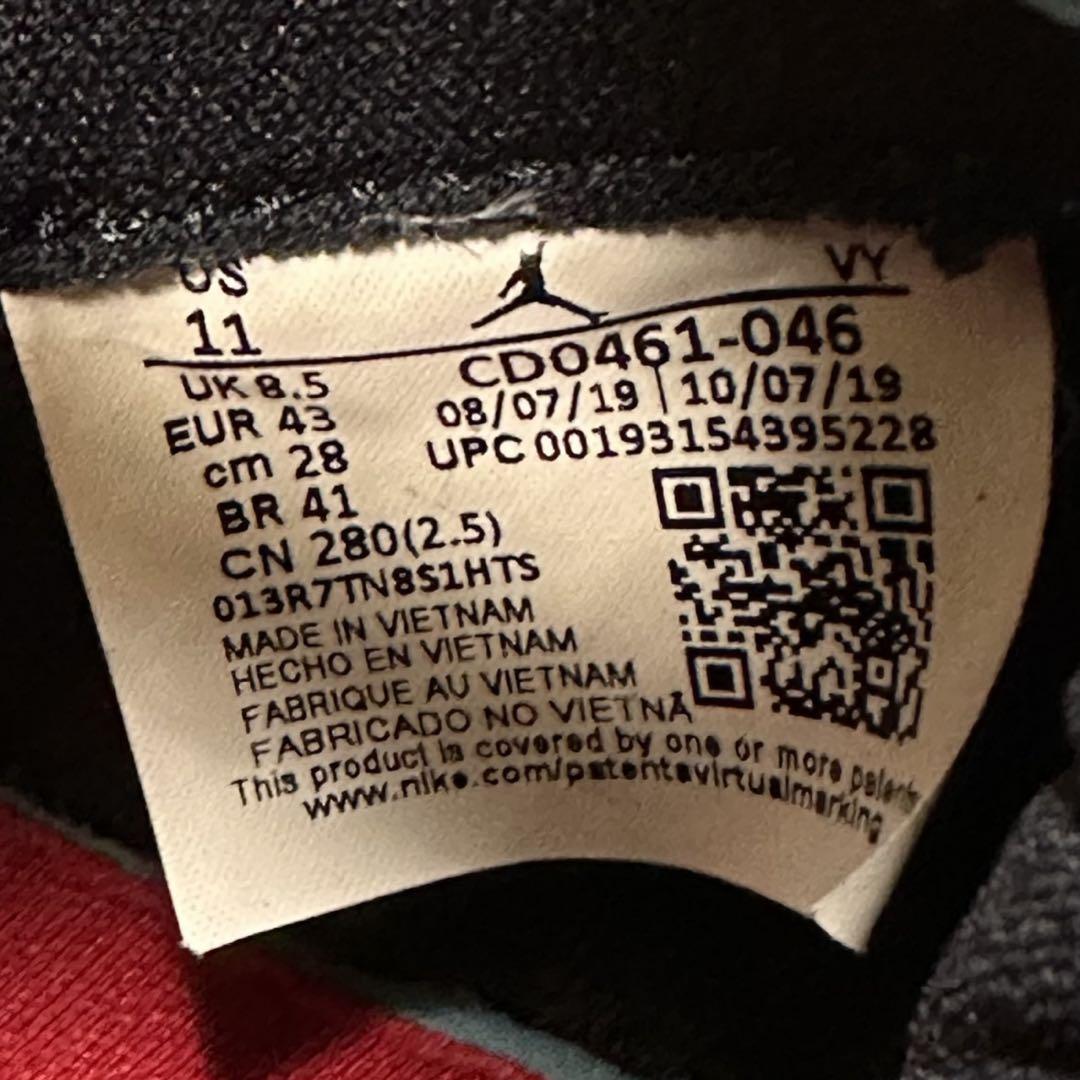 US
11
VY
CD0461-046
08/07/19 | 10/07/19
UPC 00193154395228
UK 8.5
EUR 43
cm 28
BR 41
CN 280(2.5)
013R7TN8S1HTS
MADE IN VIETNAM
HECHO EN VIETNAM
FABRIQUE AU VIETNAM
FABRICADO NO VIETNÃ
This product is covered by one or more patents
www.nike.com/patentsvirtualmarking